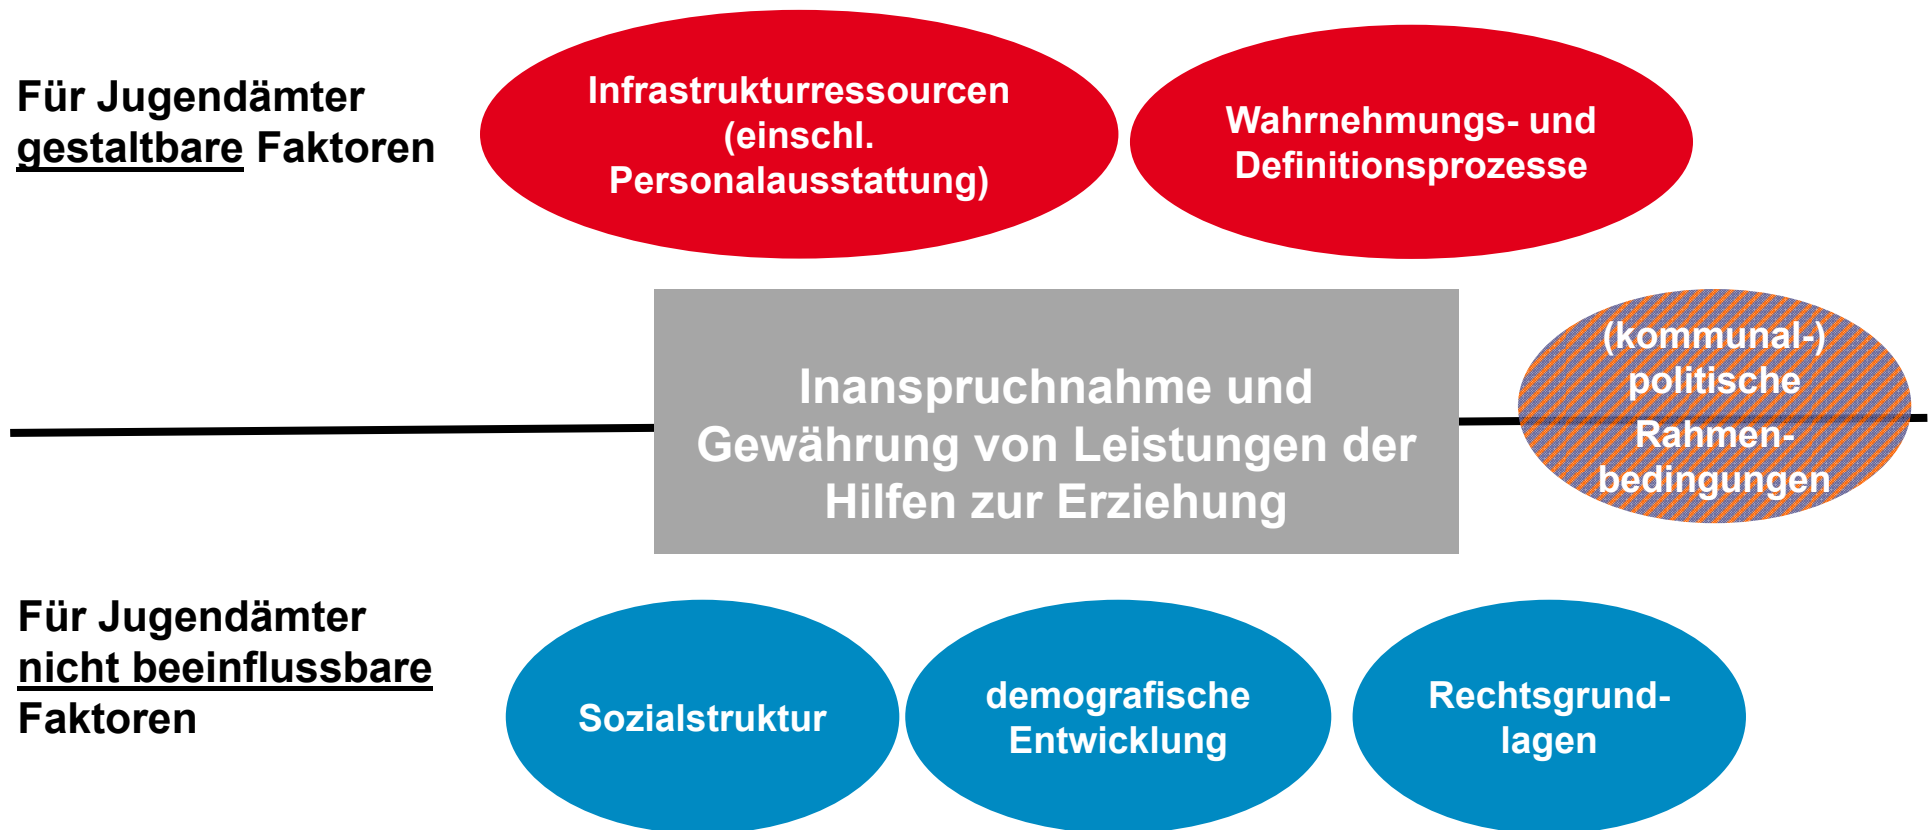 Für Jugendämter
gestaltbare Faktoren
Infrastrukturressourcen
(einschl.
Personalausstattung)
Wahrnehmungs- und
Definitionsprozesse
Inanspruchnahme und
Gewährung von Leistungen der
Hilfen zur Erziehung
(kommunal-)
politische
Rahmen-
bedingungen
Für Jugendämter
nicht beeinflussbare
Faktoren
Sozialstruktur
demografische
Entwicklung
Rechtsgrund-
lagen